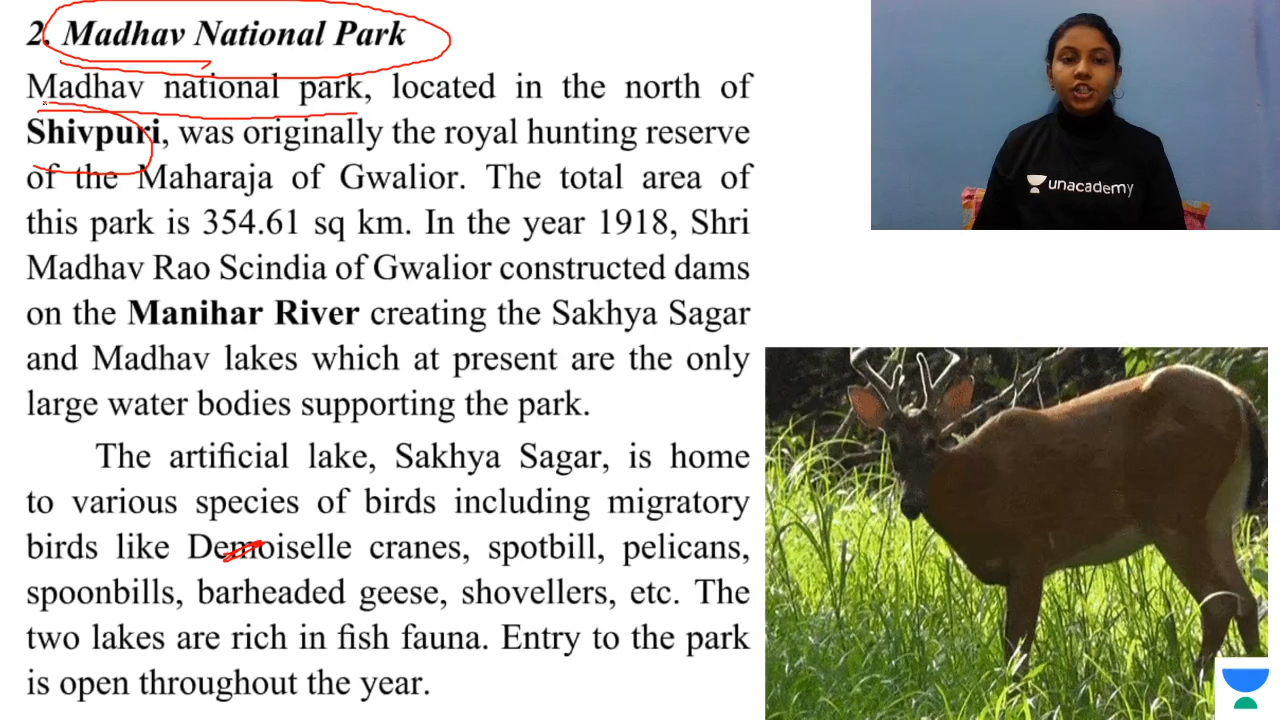 2. Madhav National Park
Madhav national park, located in the north of
Shivpuri, was originally the royal hunting reserve
of the Maharaja of Gwalior. The total area of
this park is 354.61 sq km. In the year 1918, Shri
Madhav Rao Scindia of Gwalior constructed dams
on the Manihar River creating the Sakhya Sagar
and Madhav lakes which at present are the only
large water bodies supporting the park.
The artificial lake, Sakhya Sagar, is home
to various species of birds including migratory
birds like Demoiselle cranes, spotbill, pelicans,
spoonbills, barheaded geese, shovellers, etc. The
two lakes are rich in fish fauna. Entry to the park
is open throughout the year.
unacademy